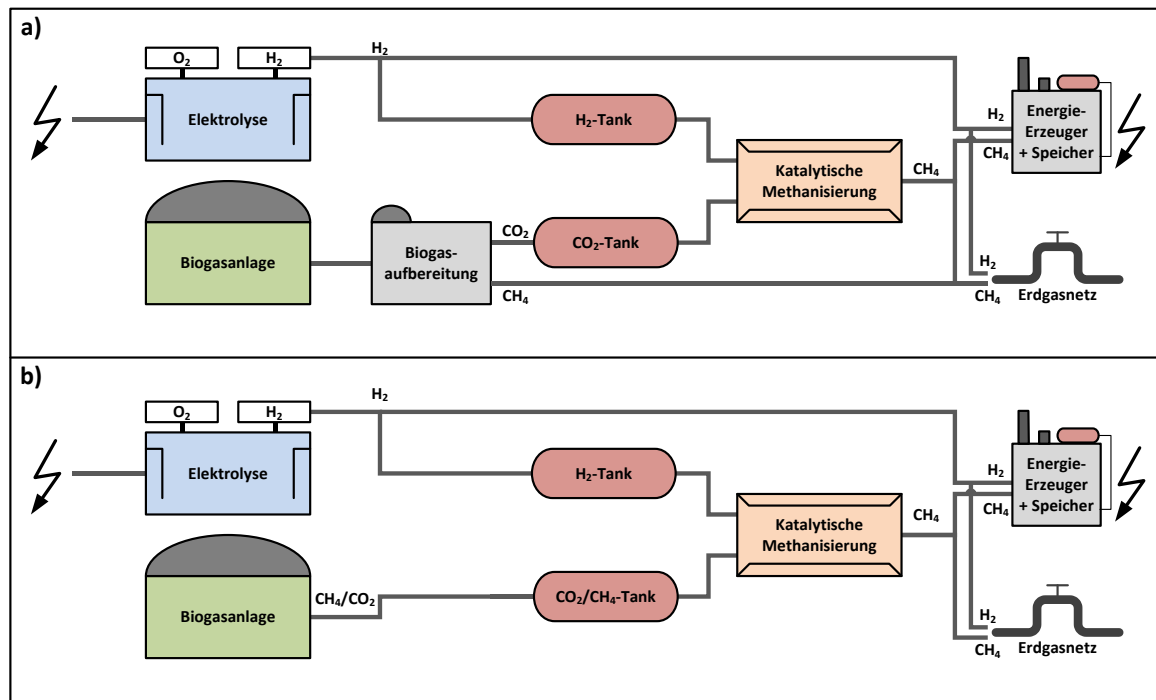 a)
O₂
H₂
H₂
Elektrolyse
H₂-Tank
Katalytische
Methanisierung
CH₄
H₂
CH₄
Energie-
Erzeuger
+ Speicher
Biogasanlage
Biogas-
aufbereitung
CO₂
CO₂-Tank
CH₄
H₂
CH₄
Erdgasnetz
b)
O₂
H₂
H₂
Elektrolyse
H₂-Tank
Katalytische
Methanisierung
CH₄
H₂
CH₄
Energie-
Erzeuger
+ Speicher
Biogasanlage
CH₄/CO₂
CO₂/CH₄-Tank
H₂
CH₄
Erdgasnetz